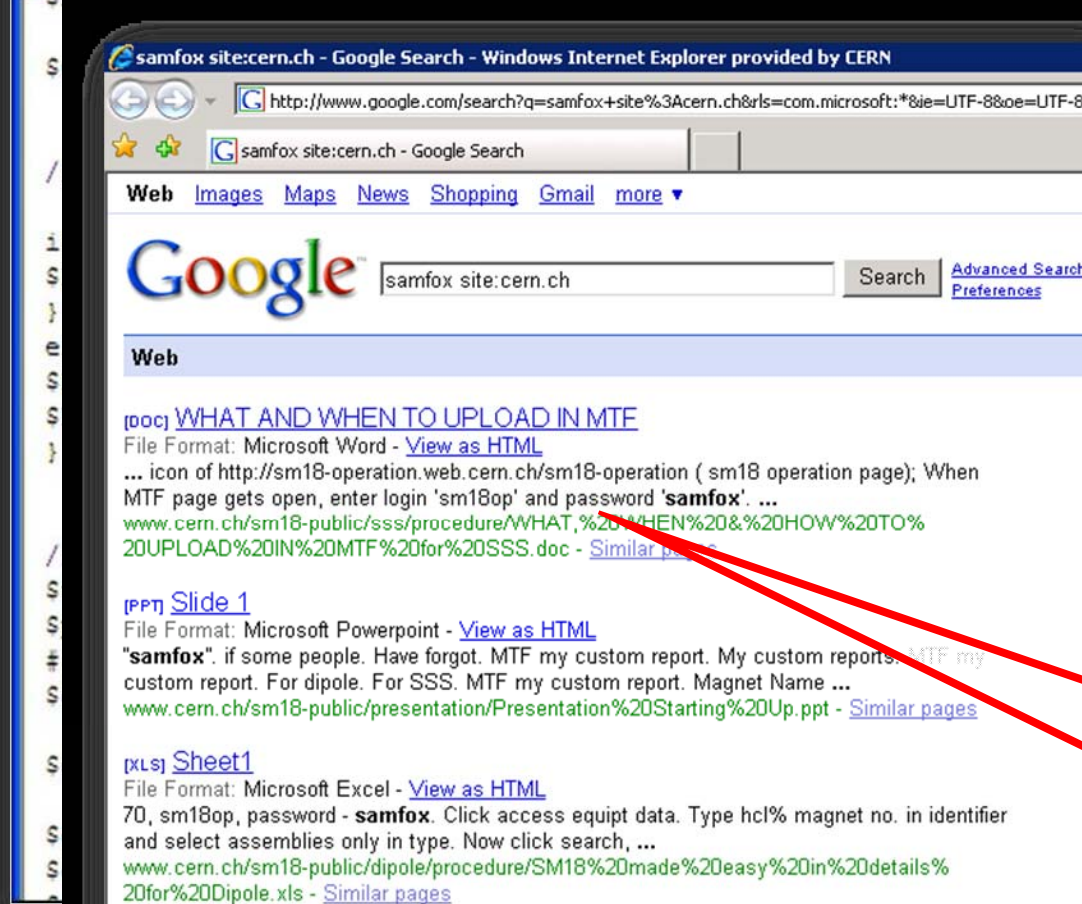 samfox site:cern.ch - Google Search - Windows Internet Explorer provided by CERN
http://www.google.com/search?q=samfox+site%3Acern.ch&rls=com.microsoft:*&ie=UTF-8&oe=UTF-8
samfox site:cern.ch - Google Search
Web Images Maps News Shopping Gmail more ▼
Google™ samfox site:cern.ch Search Advanced Search
Preferences
Web
[DOC] WHAT AND WHEN TO UPLOAD IN MTF
File Format: Microsoft Word - View as HTML
... icon of http://sm18-operation.web.cern.ch/sm18-operation ( sm18 operation page); When
MTF page gets open, enter login 'sm18op' and password 'samfox'. ...
www.cern.ch/sm18-public/sss/procedure/WHAT,%20WHEN%20&%20HOW%20TO%
20UPLOAD%20IN%20MTF%20for%20SSS.doc - Similar pages
[PPT] Slide 1
File Format: Microsoft Powerpoint - View as HTML
"samfox". if some people. Have forgot. MTF my custom report. My custom reports. MTF my
custom report. For dipole. For SSS. MTF my custom report. Magnet Name ...
www.cern.ch/sm18-public/presentation/Presentation%20Starting%20Up.ppt - Similar pages
[XLS] Sheet1
File Format: Microsoft Excel - View as HTML
70, sm18op, password - samfox. Click access equipt data. Type hcl% magnet no. in identifier
and select assemblies only in type. Now click search, ...
www.cern.ch/sm18-public/dipole/procedure/SM18%20made%20easy%20in%20details%
20for%20Dipole.xls - Similar pages